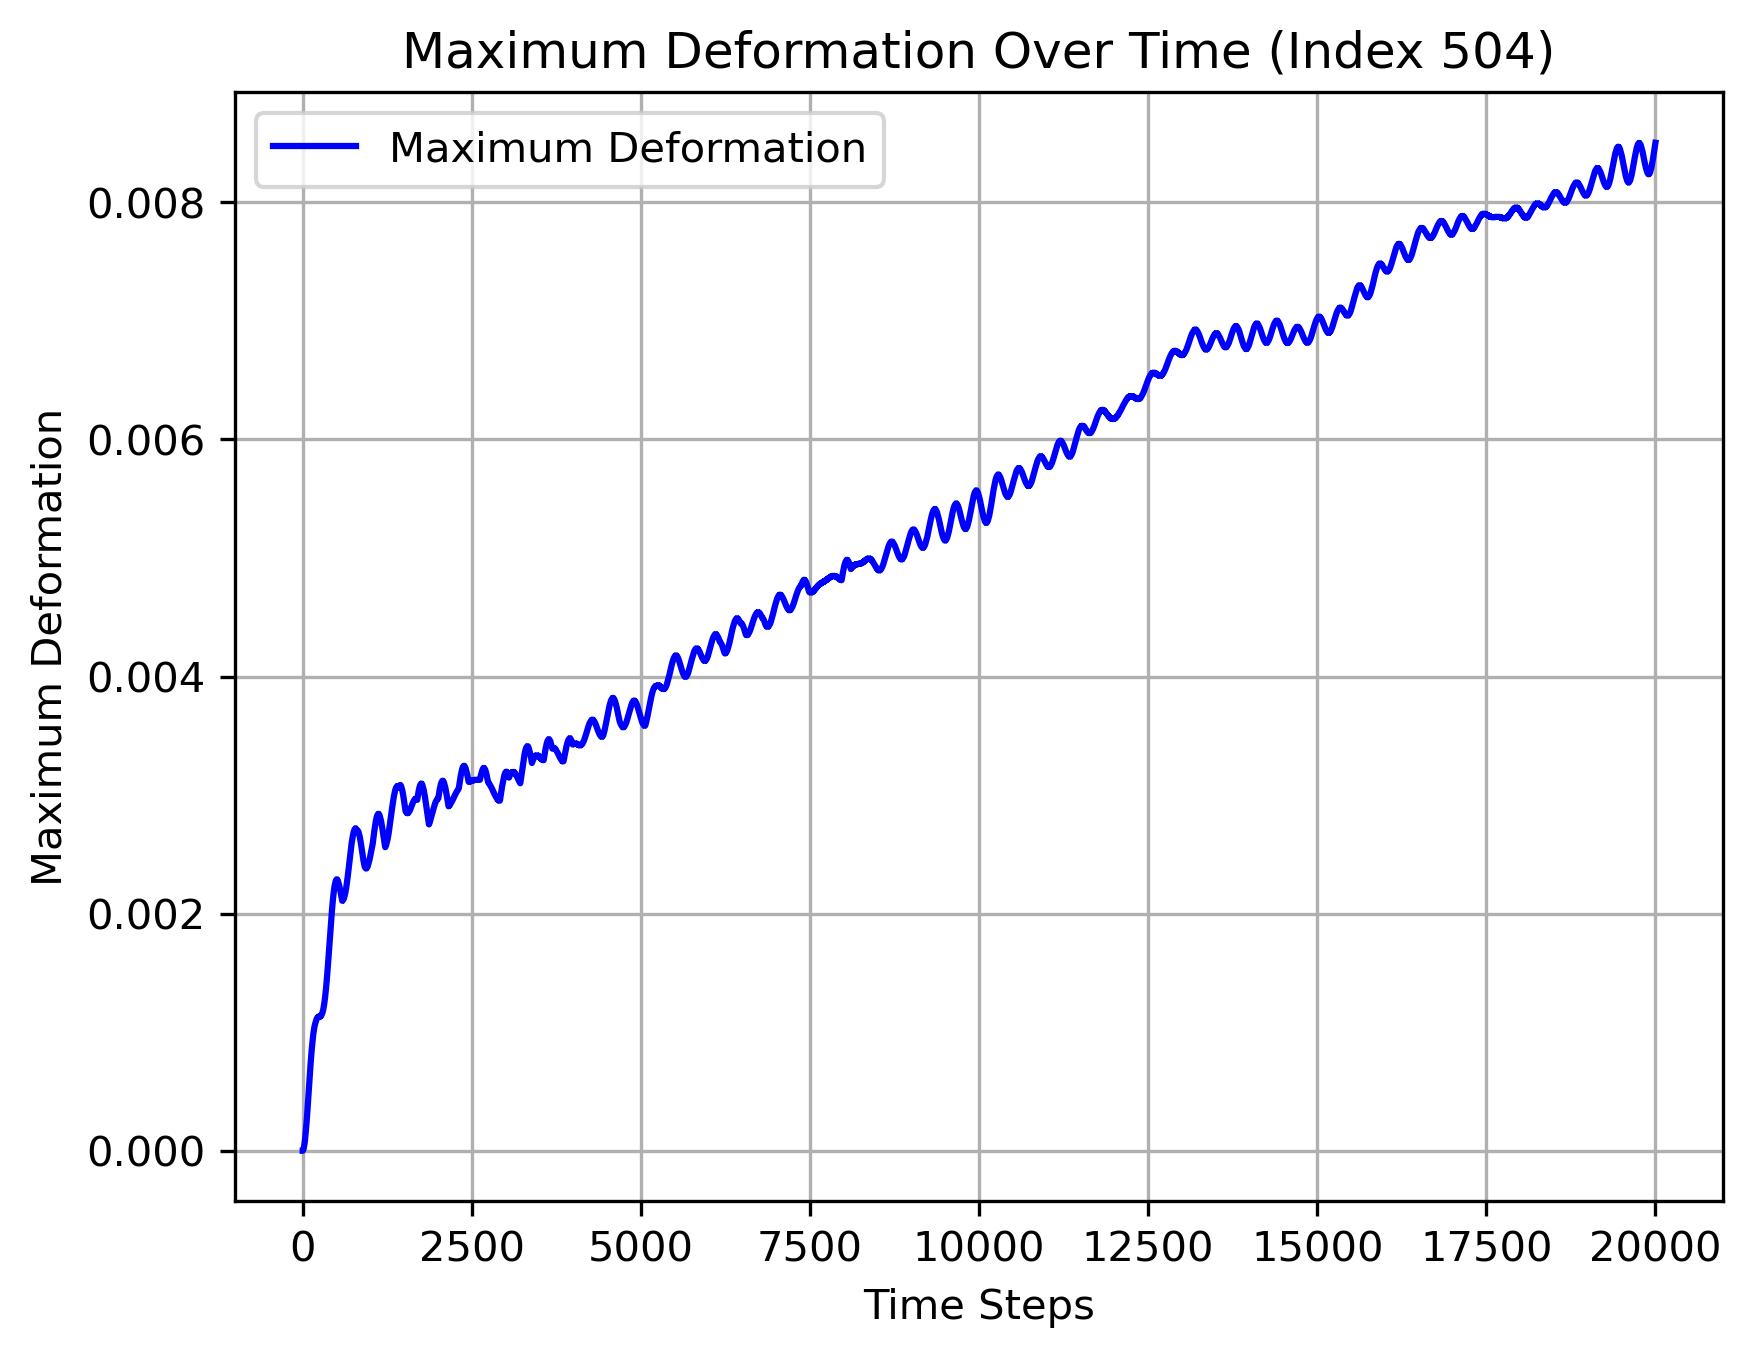 Maximum Deformation Over Time (Index 504)
Maximum Deformation
Maximum Deformation
0.008
0.006
0.004
0.002
0.000
0 2500 5000 7500 10000 12500 15000 17500 20000
Time Steps